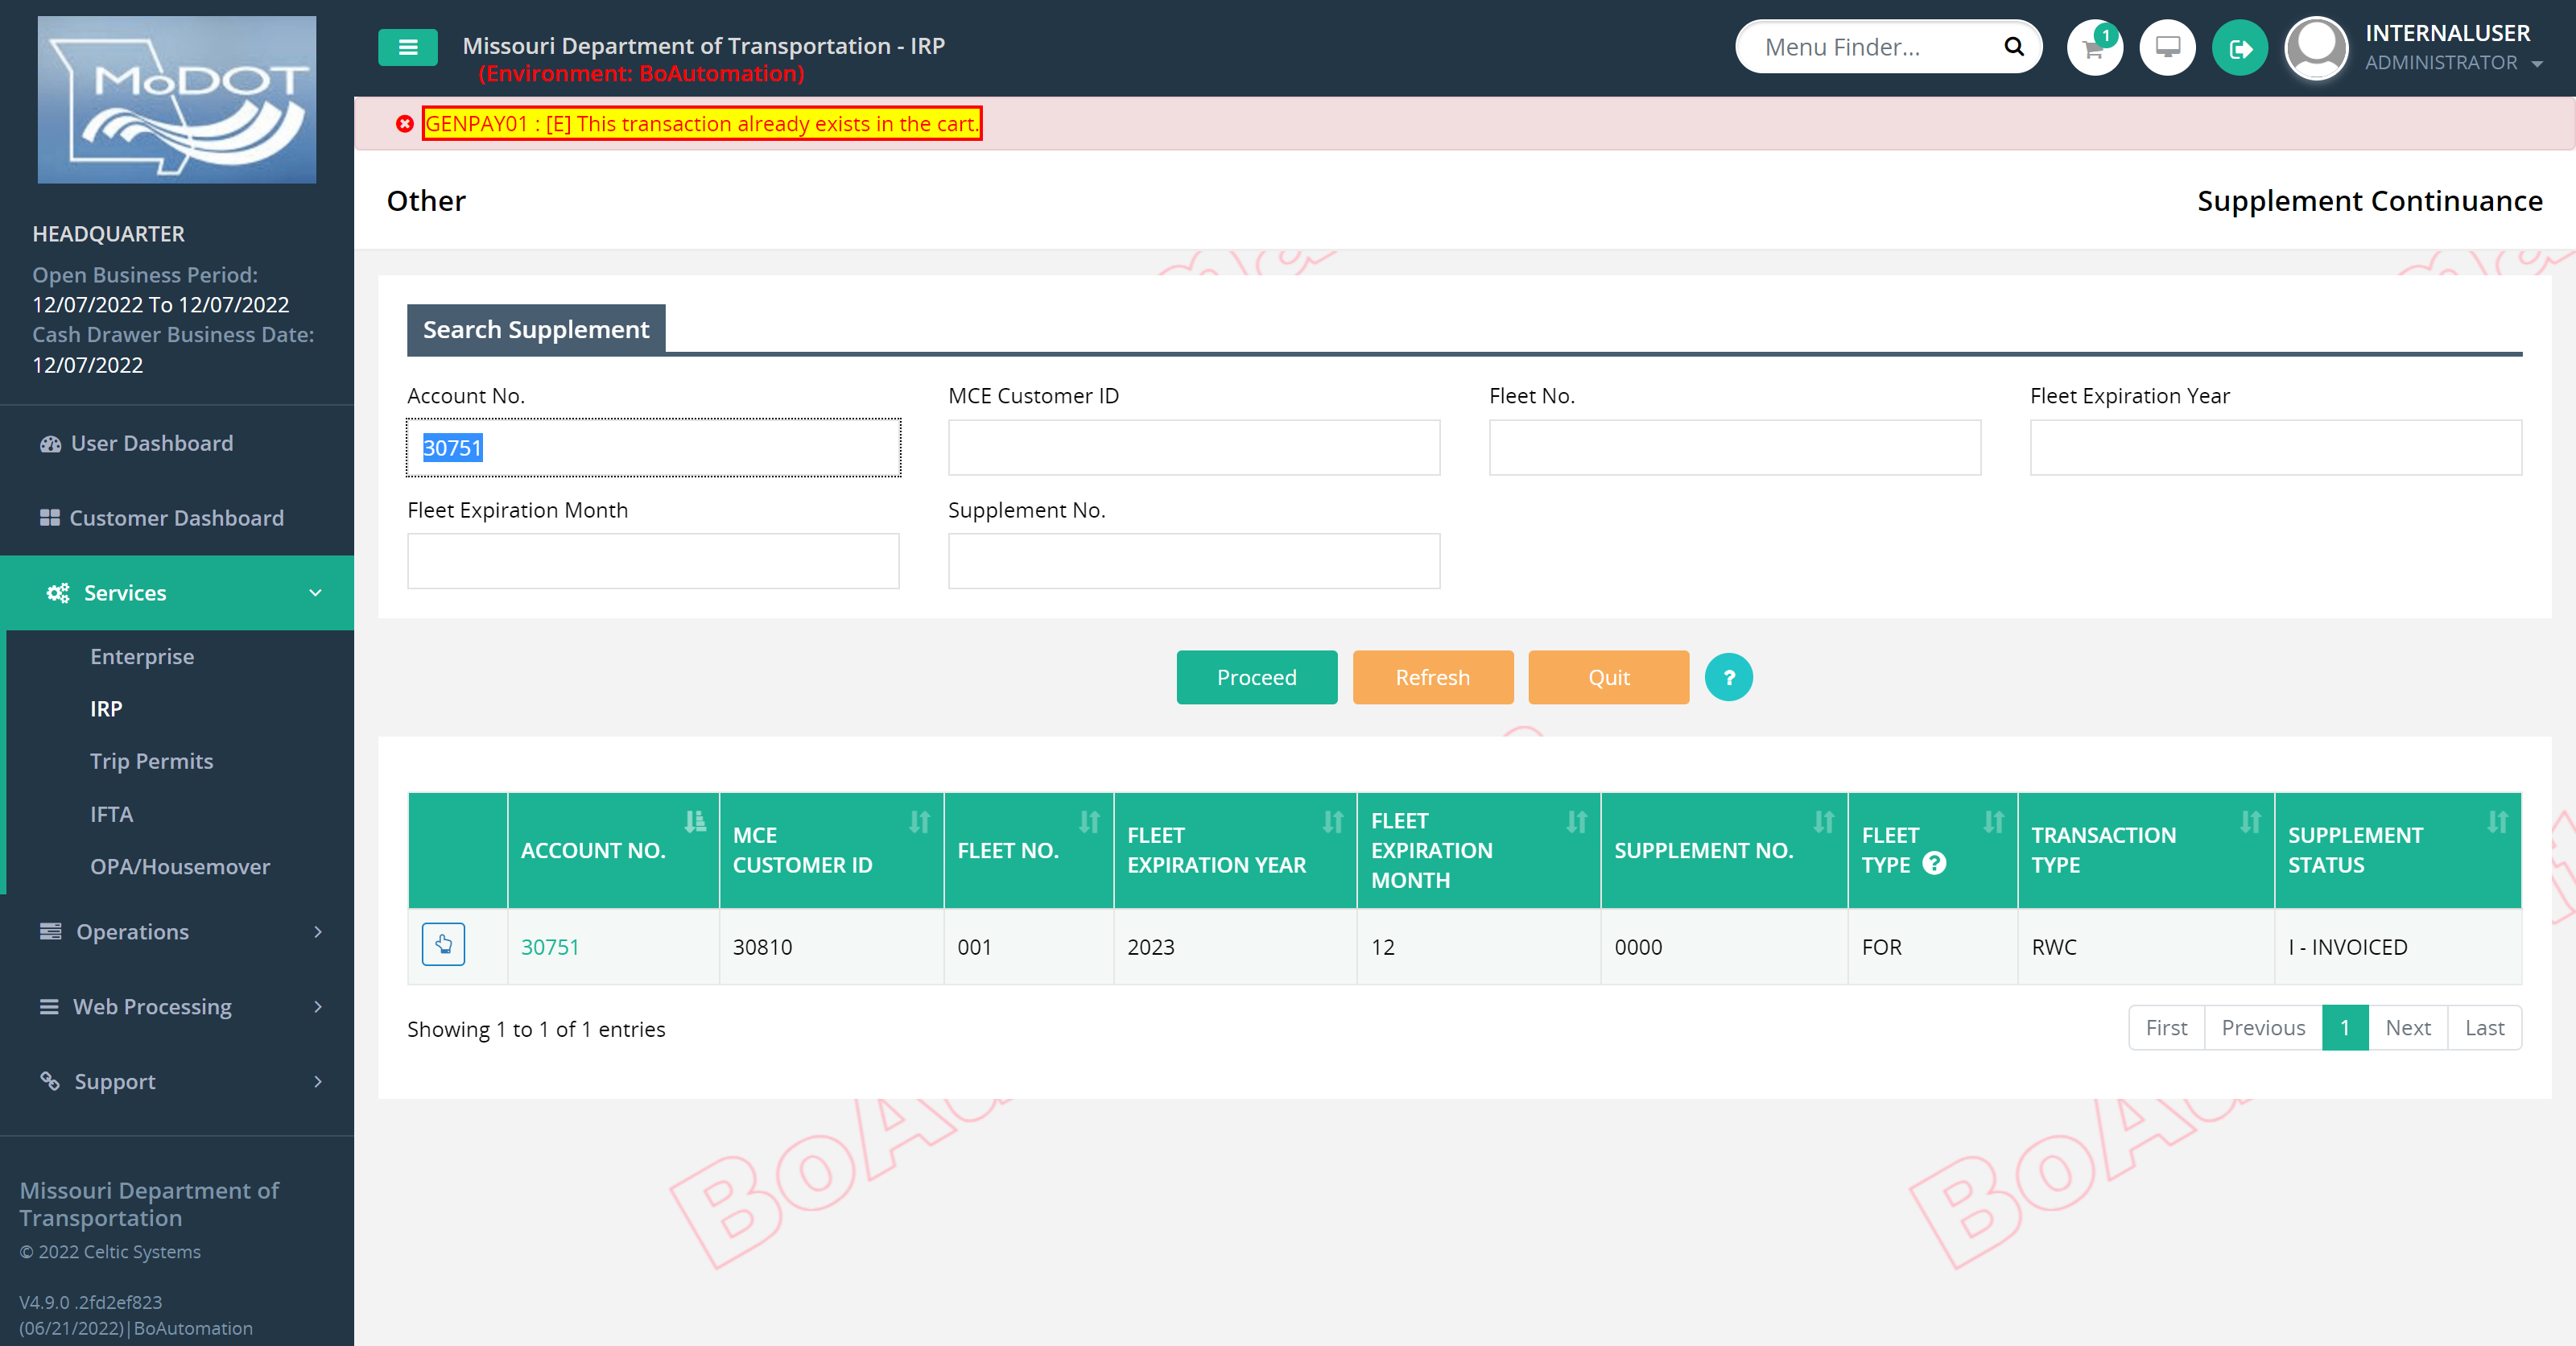 MoDOT
Missouri Department of Transportation - IRP
(Environment: BoAutomation)
Menu Finder...
1
INTERNALUSER
ADMINISTRATOR
GENPAY01 : [E] This transaction already exists in the cart.
HEADQUARTER
Open Business Period:
12/07/2022 To 12/07/2022
Cash Drawer Business Date:
12/07/2022
User Dashboard
Customer Dashboard
Services
Enterprise
IRP
Trip Permits
IFTA
OPA/Housemover
Operations
Web Processing
Support
Missouri Department of
Transportation
© 2022 Celtic Systems
V4.9.0 .2fd2ef823
(06/21/2022)|BoAutomation
Other
Supplement Continuance
Search Supplement
Account No.
MCE Customer ID
Fleet No.
Fleet Expiration Year
30751
Fleet Expiration Month
Supplement No.
Proceed
Refresh
Quit
?
ACCOUNT NO.
MCE
CUSTOMER ID
FLEET NO.
FLEET
EXPIRATION YEAR
FLEET
EXPIRATION
MONTH
SUPPLEMENT NO.
FLEET
TYPE ?
TRANSACTION
TYPE
SUPPLEMENT
STATUS
30751
30810
001
2023
12
0000
FOR
RWC
I - INVOICED
Showing 1 to 1 of 1 entries
First
Previous
1
Next
Last